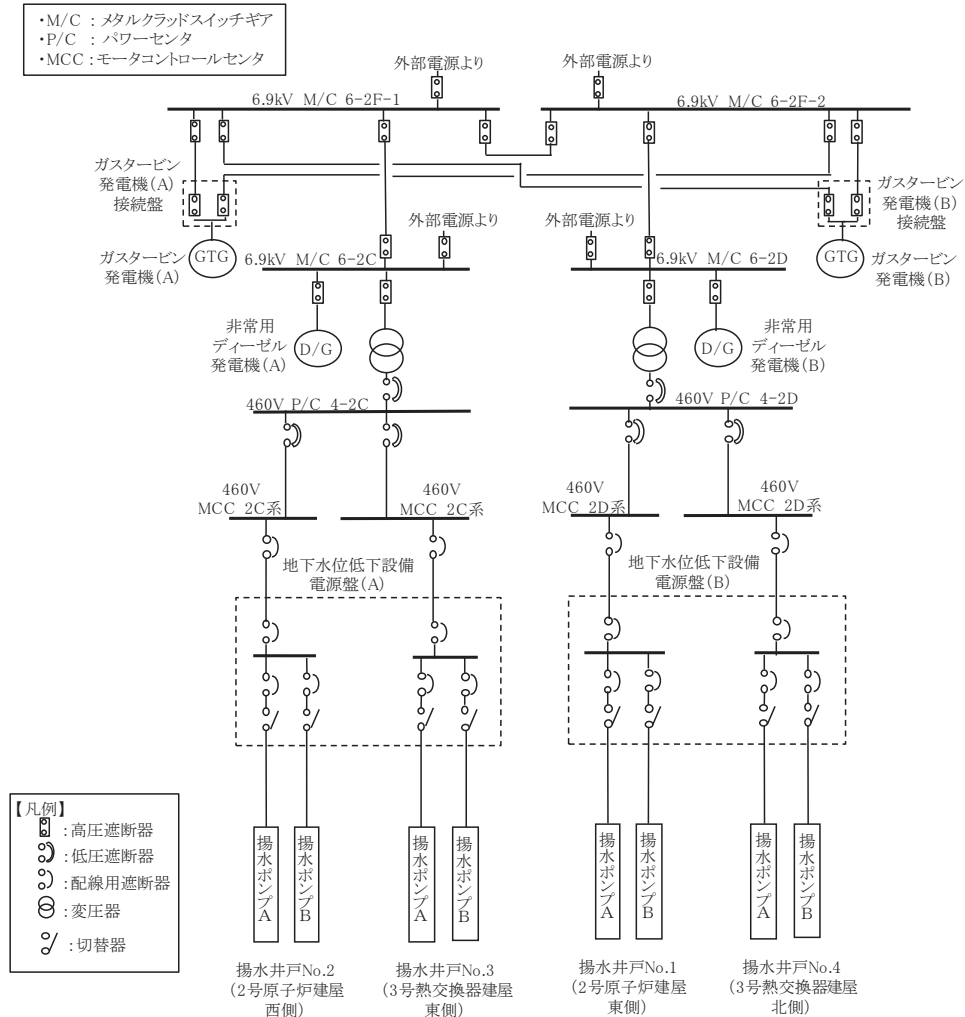 ・M/C : メタルクラッドスイッチギア
・P/C : パワーセンタ
・MCC : モータコントロールセンタ
外部電源より
外部電源より
6.9kV M/C 6-2F-1
6.9kV M/C 6-2F-2
ガスタービン
発電機(A)
接続盤
ガスタービン
発電機(B)
接続盤
外部電源より
外部電源より
GTG
ガスタービン
発電機(A)
GTG
ガスタービン
発電機(B)
6.9kV M/C 6-2C
6.9kV M/C 6-2D
非常用
ディーゼル
発電機(A)
D/G
D/G
非常用
ディーゼル
発電機(B)
460V P/C 4-2C
460V P/C 4-2D
460V
MCC 2C系
460V
MCC 2C系
460V
MCC 2D系
460V
MCC 2D系
地下水位低下設備
電源盤(A)
地下水位低下設備
電源盤(B)
揚水ポンプA
揚水ポンプB
揚水ポンプA
揚水ポンプB
揚水ポンプA
揚水ポンプB
揚水ポンプA
揚水ポンプB
揚水井戸No.2
(2号原子炉建屋
西側)
揚水井戸No.3
(3号熱交換器建屋
東側)
揚水井戸No.1
(2号原子炉建屋
東側)
揚水井戸No.4
(3号熱交換器建屋
北側)
【凡例】
:高圧遮断器
:低圧遮断器
:配線用遮断器
:変圧器
:切替器